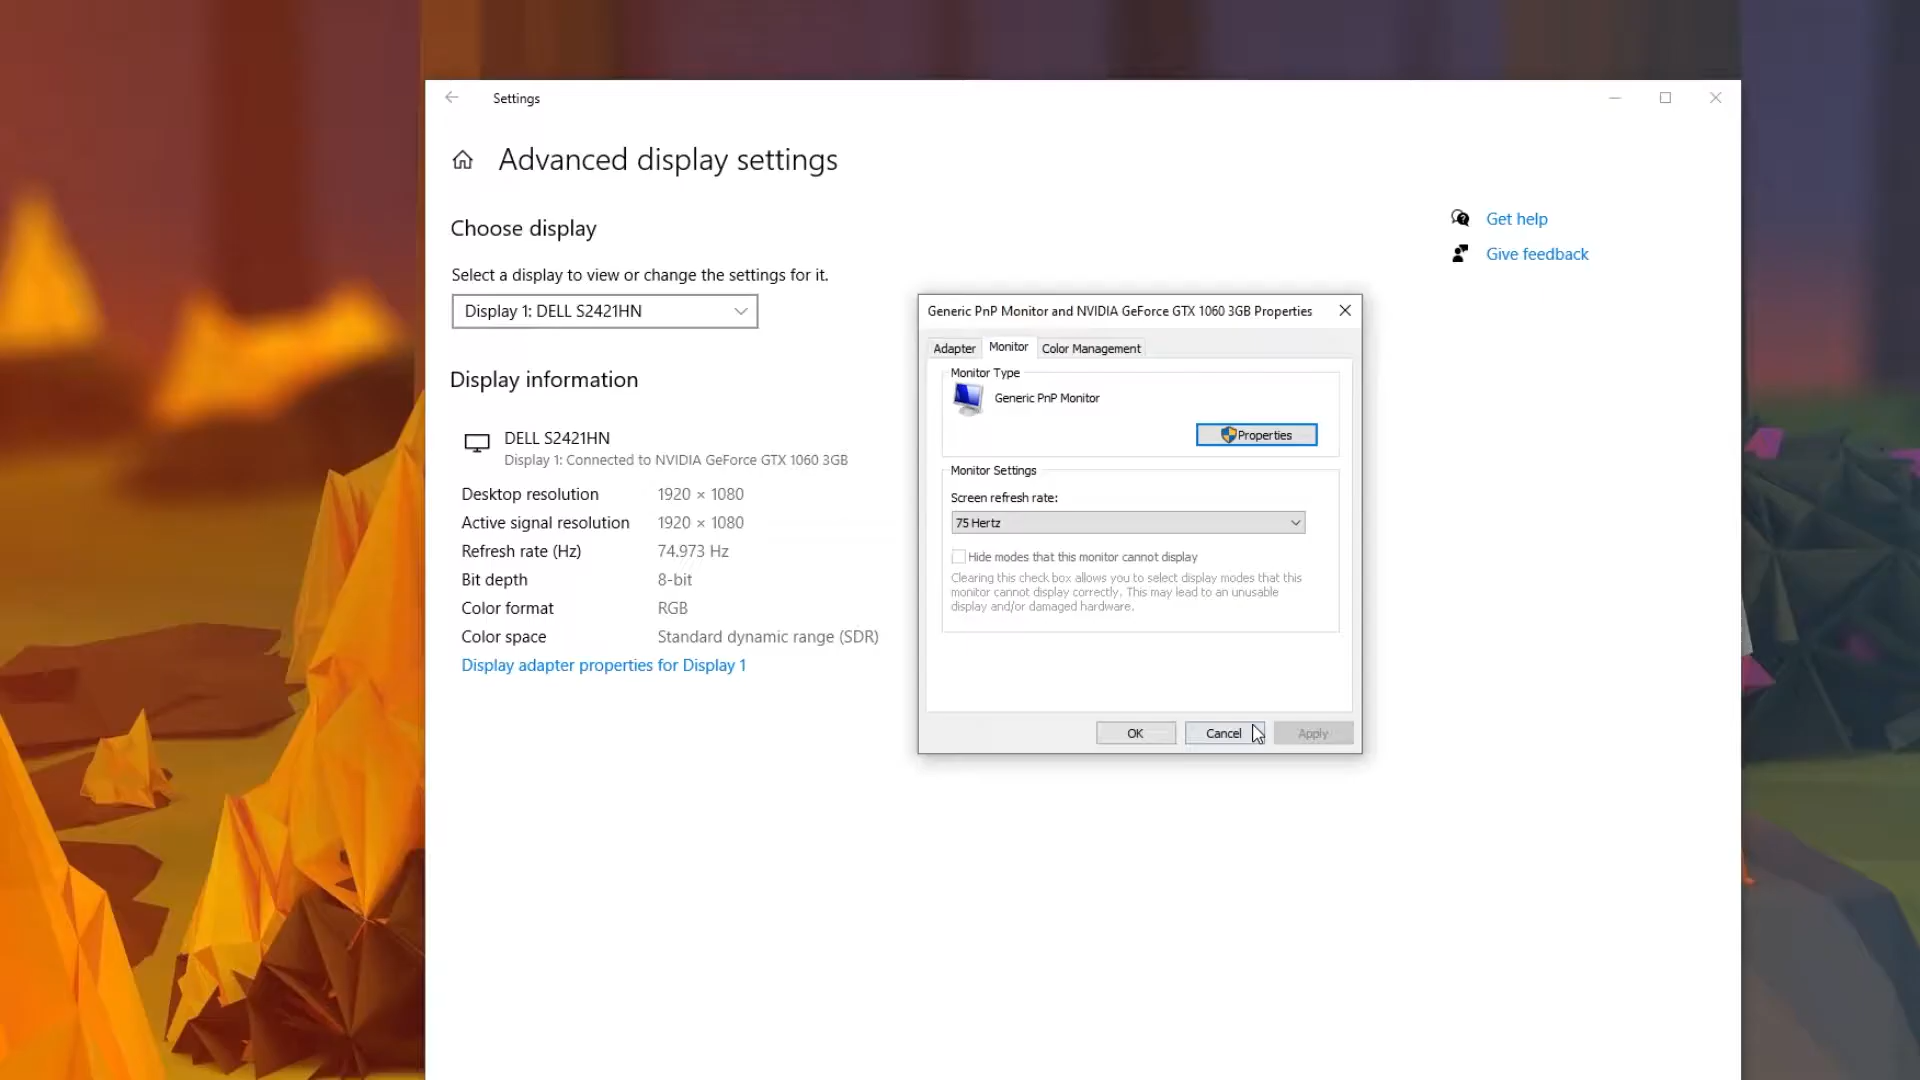 Settings
Advanced display settings
Choose display
Select a display to view or change the settings for it.
Display 1: DELL S2421HN
Display information
DELL S2421HN
Display 1: Connected to NVIDIA GeForce GTX 1060 3GB
Desktop resolution 1920 × 1080
Active signal resolution 1920 × 1080
Refresh rate (Hz) 74.973 Hz
Bit depth 8-bit
Color format RGB
Color space Standard dynamic range (SDR)
Display adapter properties for Display 1
Get help
Give feedback
Generic PnP Monitor and NVIDIA GeForce GTX 1060 3GB Properties
Adapter Monitor Color Management
Monitor Type
Generic PnP Monitor
Properties
Monitor Settings
Screen refresh rate:
75 Hertz
Hide modes that this monitor cannot display
Clearing this check box allows you to select display modes that this
monitor cannot display correctly. This may lead to an unusable
display and/or damaged hardware.
OK Cancel Apply